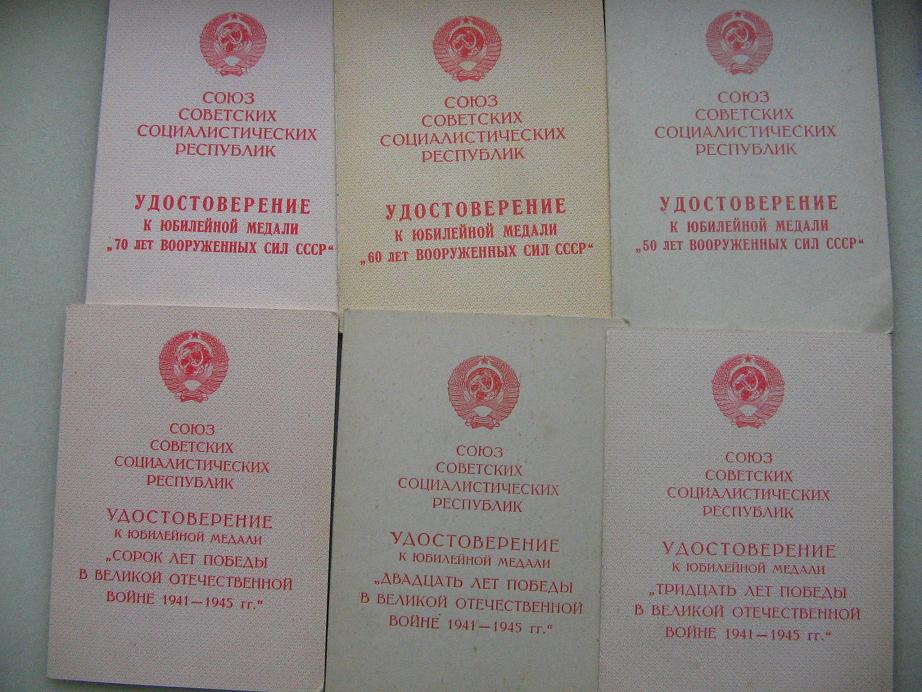 СОЮЗ
СОВЕТСКИХ
СОЦИАЛИСТИЧЕСКИХ
РЕСПУБЛИК
УДОСТОВЕРЕНИЕ
К ЮБИЛЕЙНОЙ МЕДАЛИ
„70 ЛЕТ ВООРУЖЕННЫХ СИЛ СССР“
СОЮЗ
СОВЕТСКИХ
СОЦИАЛИСТИЧЕСКИХ
РЕСПУБЛИК
УДОСТОВЕРЕНИЕ
К ЮБИЛЕЙНОЙ МЕДАЛИ
„60 ЛЕТ ВООРУЖЕННЫХ СИЛ СССР“
СОЮЗ
СОВЕТСКИХ
СОЦИАЛИСТИЧЕСКИХ
РЕСПУБЛИК
УДОСТОВЕРЕНИЕ
К ЮБИЛЕЙНОЙ МЕДАЛИ
„50 ЛЕТ ВООРУЖЕННЫХ СИЛ СССР“
СОЮЗ
СОВЕТСКИХ
СОЦИАЛИСТИЧЕСКИХ
РЕСПУБЛИК
УДОСТОВЕРЕНИЕ
К ЮБИЛЕЙНОЙ МЕДАЛИ
„СОРОК ЛЕТ ПОБЕДЫ
В ВЕЛИКОЙ ОТЕЧЕСТВЕННОЙ
ВОЙНЕ 1941—1945 гг.“
СОЮЗ
СОВЕТСКИХ
СОЦИАЛИСТИЧЕСКИХ
РЕСПУБЛИК
УДОСТОВЕРЕНИЕ
К ЮБИЛЕЙНОЙ МЕДАЛИ
„ДВАДЦАТЬ ЛЕТ ПОБЕДЫ
В ВЕЛИКОЙ ОТЕЧЕСТВЕННОЙ
ВОЙНЕ 1941—1945 гг.“
СОЮЗ
СОВЕТСКИХ
СОЦИАЛИСТИЧЕСКИХ
РЕСПУБЛИК
УДОСТОВЕРЕНИЕ
К ЮБИЛЕЙНОЙ МЕДАЛИ
„ТРИДЦАТЬ ЛЕТ ПОБЕДЫ
В ВЕЛИКОЙ ОТЕЧЕСТВЕННОЙ
ВОЙНЕ 1941—1945 гг.“